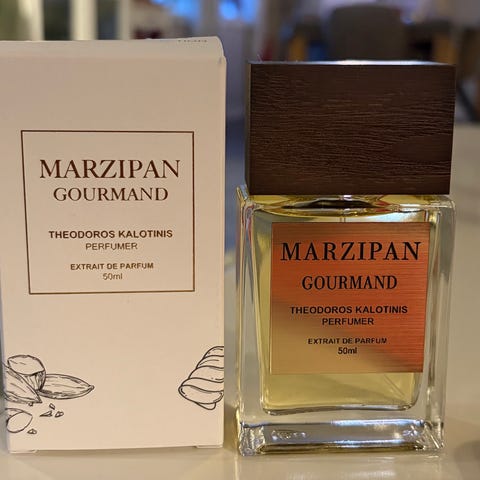 MARZIPAN
GOURMAND
THEODOROS KALOTINIS
PERFUMER
EXTRAIT DE PARFUM
50ml
MARZIPAN
GOURMAND
THEODOROS KALOTINIS
PERFUMER
EXTRAIT DE PARFUM
50ml